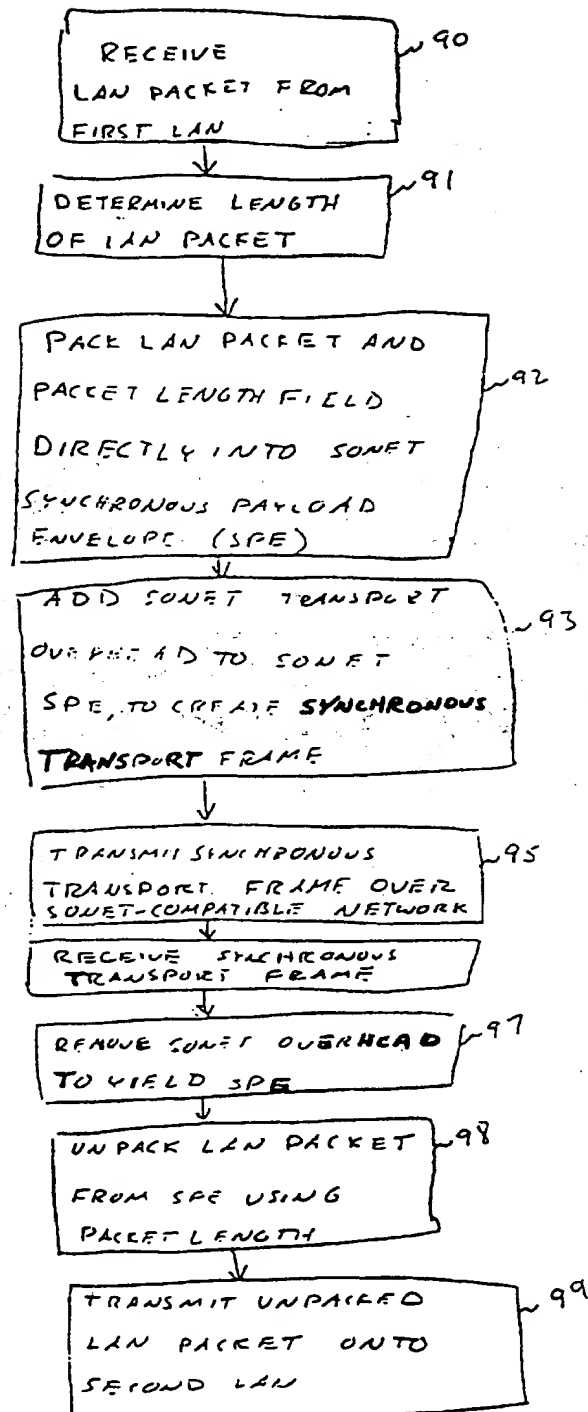 RECEIVE
LAN PACKET FROM
FIRST LAN
90
DETERMINE LENGTH
OF LAN PACKET
91
PACK LAN PACKET AND
PACKET LENGTH FIELD
DIRECTLY INTO SONET
SYNCHRONOUS PAYLOAD
ENVELOPE (SPE)
92
ADD SONET TRANSPORT
OVERHEAD TO SONET
SPE, TO CREATE SYNCHRONOUS
TRANSPORT FRAME
93
TRANSMIT SYNCHRONOUS
TRANSPORT FRAME OVER
SONET-COMPATIBLE NETWORK
95
RECEIVE SYNCHRONOUS
TRANSPORT FRAME
REMOVE SONET OVERHEAD
TO YIELD SPE
97
UNPACK LAN PACKET
FROM SPE USING
PACKET LENGTH
98
TRANSMIT UNPACKED
LAN PACKET ONTO
SECOND LAN
99